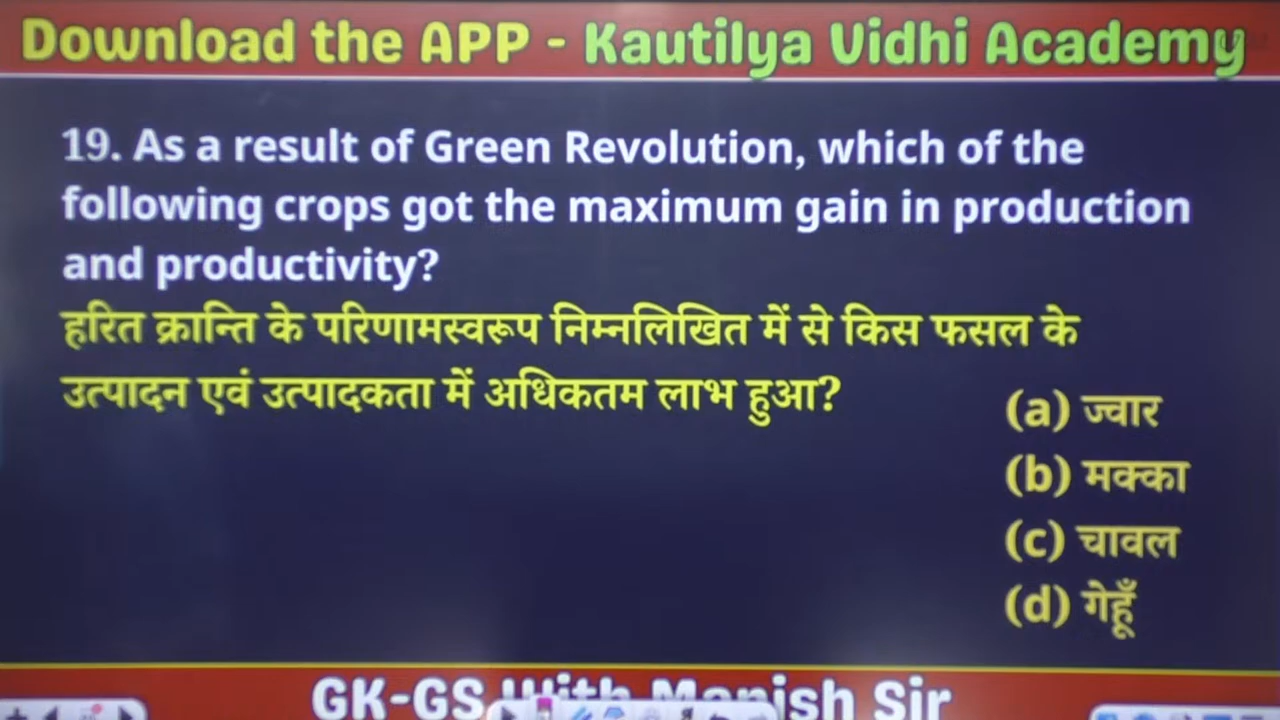 Download the APP - Kautilya Vidhi Academy
19. As a result of Green Revolution, which of the
following crops got the maximum gain in production
and productivity?
हरित क्रान्ति के परिणामस्वरूप निम्नलिखित में से किस फसल के
उत्पादन एवं उत्पादकता में अधिकतम लाभ हुआ?
(a) ज्वार
(b) मक्का
(c) चावल
(d) गेहूँ
GK-GS With Manish Sir